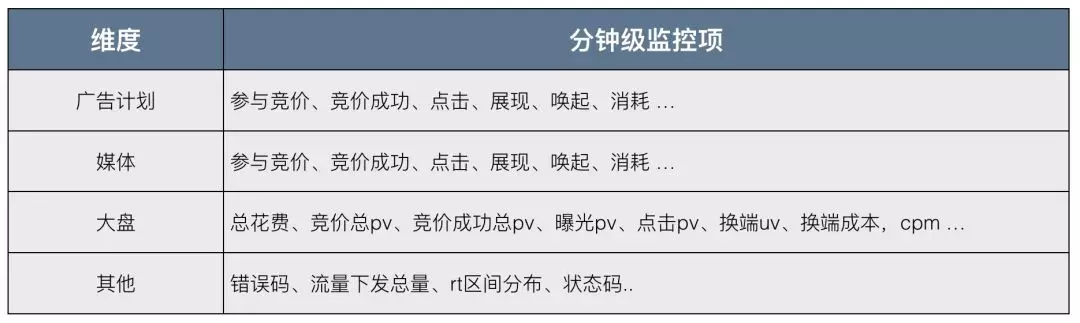 维度 分钟级监控项
广告计划 参与竞价、竞价成功、点击、展现、唤起、消耗 ...
媒体 参与竞价、竞价成功、点击、展现、唤起、消耗 ...
大盘 总花费、竞价总pv、竞价成功总pv、曝光pv、点击pv、换端uv、换端成本，cpm ...
其他 错误码、流量下发总量、rt区间分布、状态码..